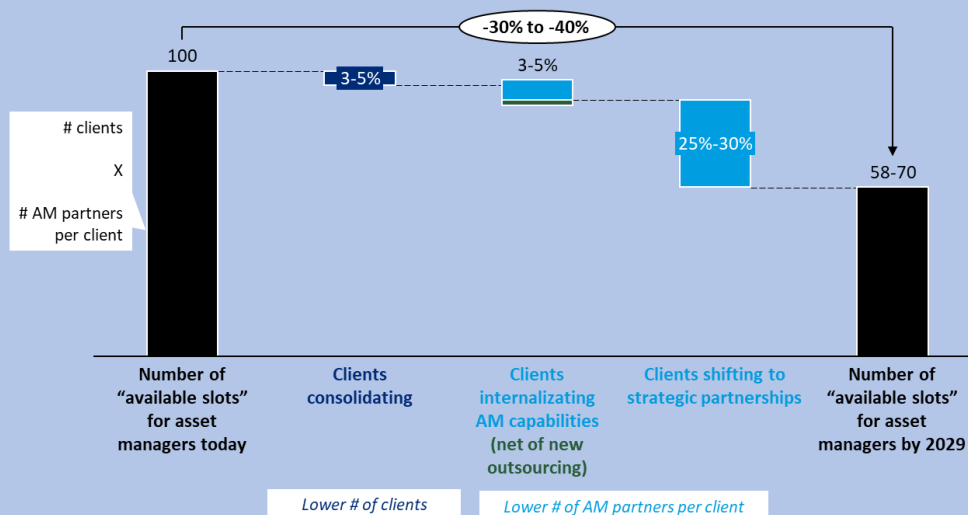 -30% to -40%
100
3-5%
3-5%
25%-30%
58-70
# clients
X
# AM partners
per client
Number of
“available slots”
for asset
managers today
Clients
consolidating
Clients
internalizating
AM capabilities
(net of new
outsourcing)
Clients shifting to
strategic partnerships
Number of
“available slots”
for asset
managers by 2029
Lower # of clients
Lower # of AM partners per client